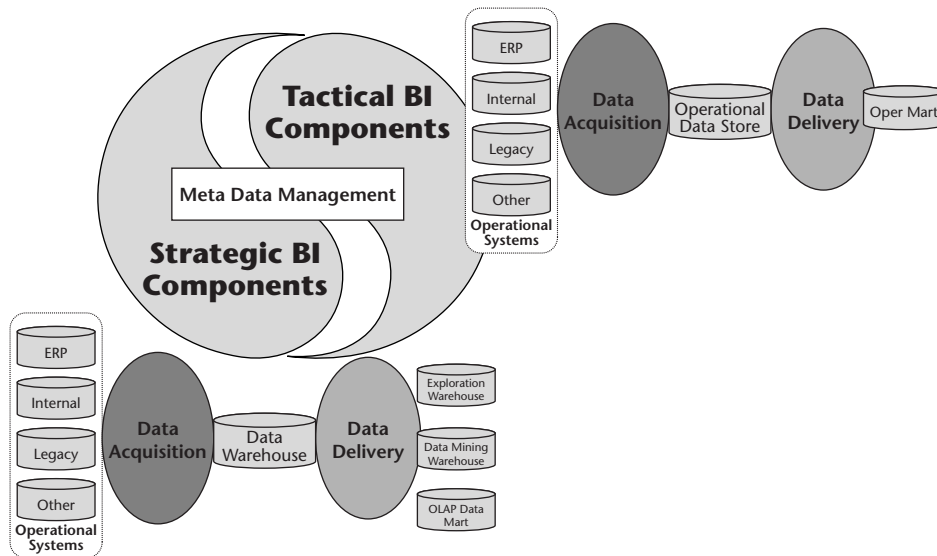 Tactical BI
Components
Meta Data Management
Strategic BI
Components
ERP
Internal
Legacy
Other
Operational
Systems
Data
Acquisition
Operational
Data Store
Data
Delivery
Oper Mart
ERP
Internal
Legacy
Other
Operational
Systems
Data
Acquisition
Data
Warehouse
Data
Delivery
Exploration
Warehouse
Data Mining
Warehouse
OLAP Data
Mart